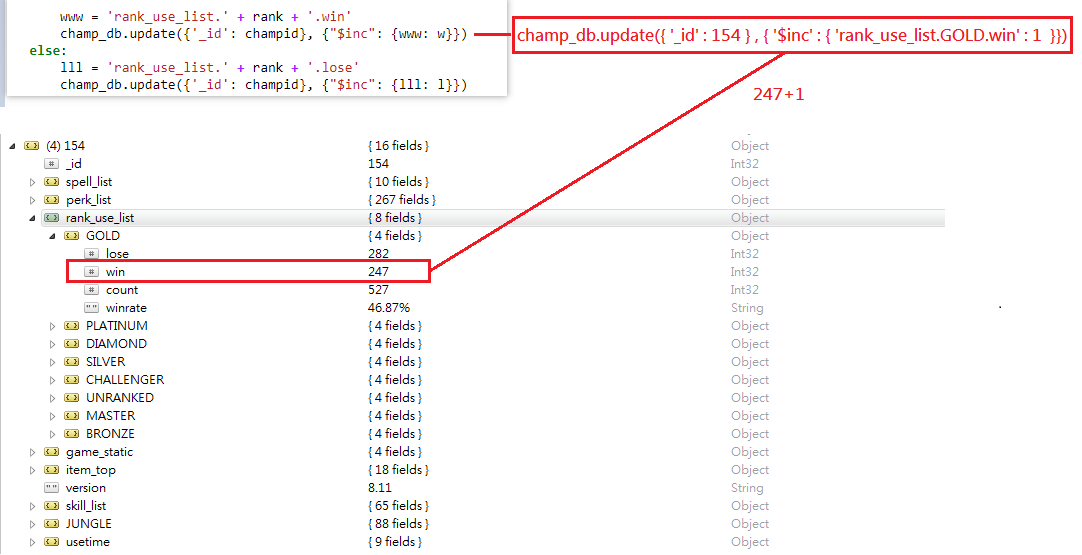 www = 'rank_use_list.' + rank + '.win'
champ_db.update({'_id': champid}, {"$inc": {www: w}})
else:
lll = 'rank_use_list.' + rank + '.lose'
champ_db.update({'_id': champid}, {"$inc": {lll: l}})
champ_db.update({ '_id' : 154 } , { '$inc' : { 'rank_use_list.GOLD.win' : 1 }})
247+1
(4) 154 { 16 fields } Object
_id 154 Int32
spell_list { 10 fields } Object
perk_list { 267 fields } Object
rank_use_list { 8 fields } Object
GOLD { 4 fields } Object
lose 282 Int32
win 247 Int32
count 527 Int32
winrate 46.87% String
PLATINUM { 4 fields } Object
DIAMOND { 4 fields } Object
SILVER { 4 fields } Object
CHALLENGER { 4 fields } Object
UNRANKED { 4 fields } Object
MASTER { 4 fields } Object
BRONZE { 4 fields } Object
game_static { 2 fields } Object
item_top { 18 fields } Object
version 8.11 String
skill_list { 65 fields } Object
JUNGLE { 88 fields } Object
usetime { 9 fields } Object